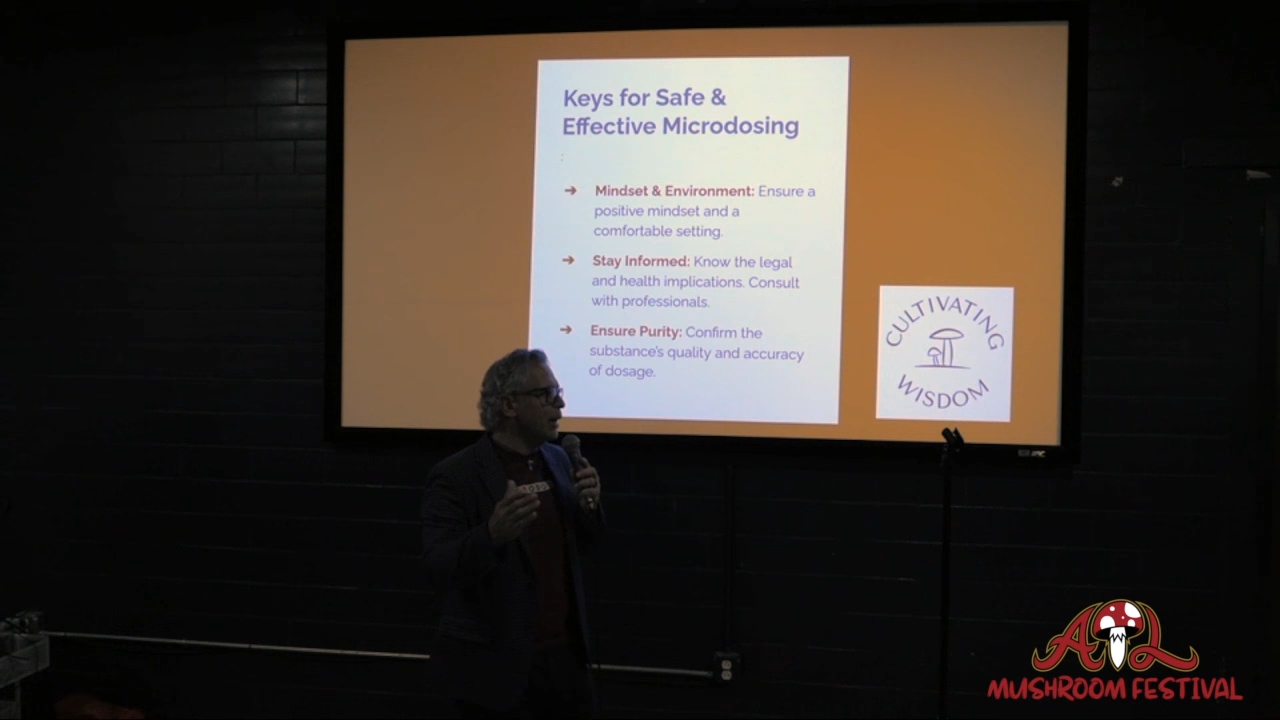 Keys for Safe &
Effective Microdosing
:
➔ Mindset & Environment: Ensure a
positive mindset and a
comfortable setting.
➔ Stay Informed: Know the legal
and health implications. Consult
with professionals.
➔ Ensure Purity: Confirm the
substance's quality and accuracy
of dosage.
CULTIVATING
WISDOM
ATL
MUSHROOM FESTIVAL